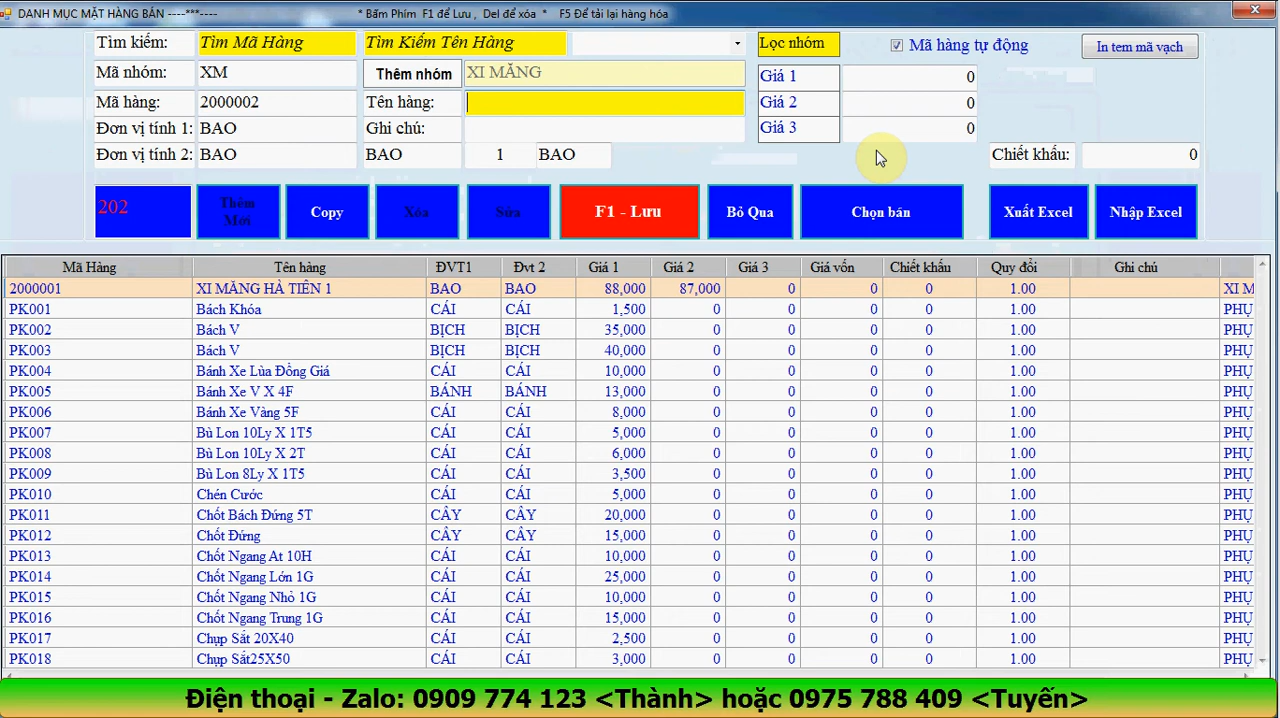 DANH MỤC MẶT HÀNG BÁN ----***---- * Bấm Phím F1 để Lưu , Del để xóa * F5 Để tải lại hàng hóa
Tìm kiếm: Tìm Mã Hàng Tìm Kiếm Tên Hàng Lọc nhóm Mã hàng tự động In tem mã vạch
Mã nhóm: XM Thêm nhóm XI MĂNG Giá 1 0
Mã hàng: 2000002 Tên hàng: Giá 2 0
Đơn vị tính 1: BAO Ghi chú: Giá 3 0
Đơn vị tính 2: BAO BAO 1 BAO Chiết khấu: 0
202 Thêm Mới Copy Xóa Sửa F1 - Lưu Bỏ Qua Chọn bán Xuất Excel Nhập Excel
Mã Hàng Tên hàng ĐVT1 Đvt 2 Giá 1 Giá 2 Giá 3 Giá vốn Chiết khấu Quy đổi Ghi chú
2000001 XI MĂNG HÀ TIÊN 1 BAO BAO 88,000 87,000 0 0 0 1.00 XI M
PK001 Bách Khóa CÁI CÁI 1,500 0 0 0 0 1.00 PHỤ
PK002 Bách V BỊCH BỊCH 35,000 0 0 0 0 1.00 PHỤ
PK003 Bách V BỊCH BỊCH 40,000 0 0 0 0 1.00 PHỤ
PK004 Bánh Xe Lùa Đồng Giá CÁI CÁI 10,000 0 0 0 0 1.00 PHỤ
PK005 Bánh Xe V X 4F BÁNH BÁNH 13,000 0 0 0 0 1.00 PHỤ
PK006 Bánh Xe Vàng 5F CÁI CÁI 8,000 0 0 0 0 1.00 PHỤ
PK007 Bù Lon 10Ly X 1T5 CÁI CÁI 5,000 0 0 0 0 1.00 PHỤ
PK008 Bù Lon 10Ly X 2T CÁI CÁI 6,000 0 0 0 0 1.00 PHỤ
PK009 Bù Lon 8Ly X 1T5 CÁI CÁI 3,500 0 0 0 0 1.00 PHỤ
PK010 Chén Cước CÁI CÁI 5,000 0 0 0 0 1.00 PHỤ
PK011 Chốt Bách Đứng 5T CÂY CÂY 20,000 0 0 0 0 1.00 PHỤ
PK012 Chốt Đứng CÂY CÂY 15,000 0 0 0 0 1.00 PHỤ
PK013 Chốt Ngang At 10H CÁI CÁI 10,000 0 0 0 0 1.00 PHỤ
PK014 Chốt Ngang Lớn 1G CÁI CÁI 25,000 0 0 0 0 1.00 PHỤ
PK015 Chốt Ngang Nhỏ 1G CÁI CÁI 10,000 0 0 0 0 1.00 PHỤ
PK016 Chốt Ngang Trung 1G CÁI CÁI 15,000 0 0 0 0 1.00 PHỤ
PK017 Chụp Sắt 20X40 CÁI CÁI 2,500 0 0 0 0 1.00 PHỤ
PK018 Chụp Sắt25X50 CÁI CÁI 3,000 0 0 0 0 1.00 PHỤ
Điện thoại - Zalo: 0909 774 123 <Thành> hoặc 0975 788 409 <Tuyến>